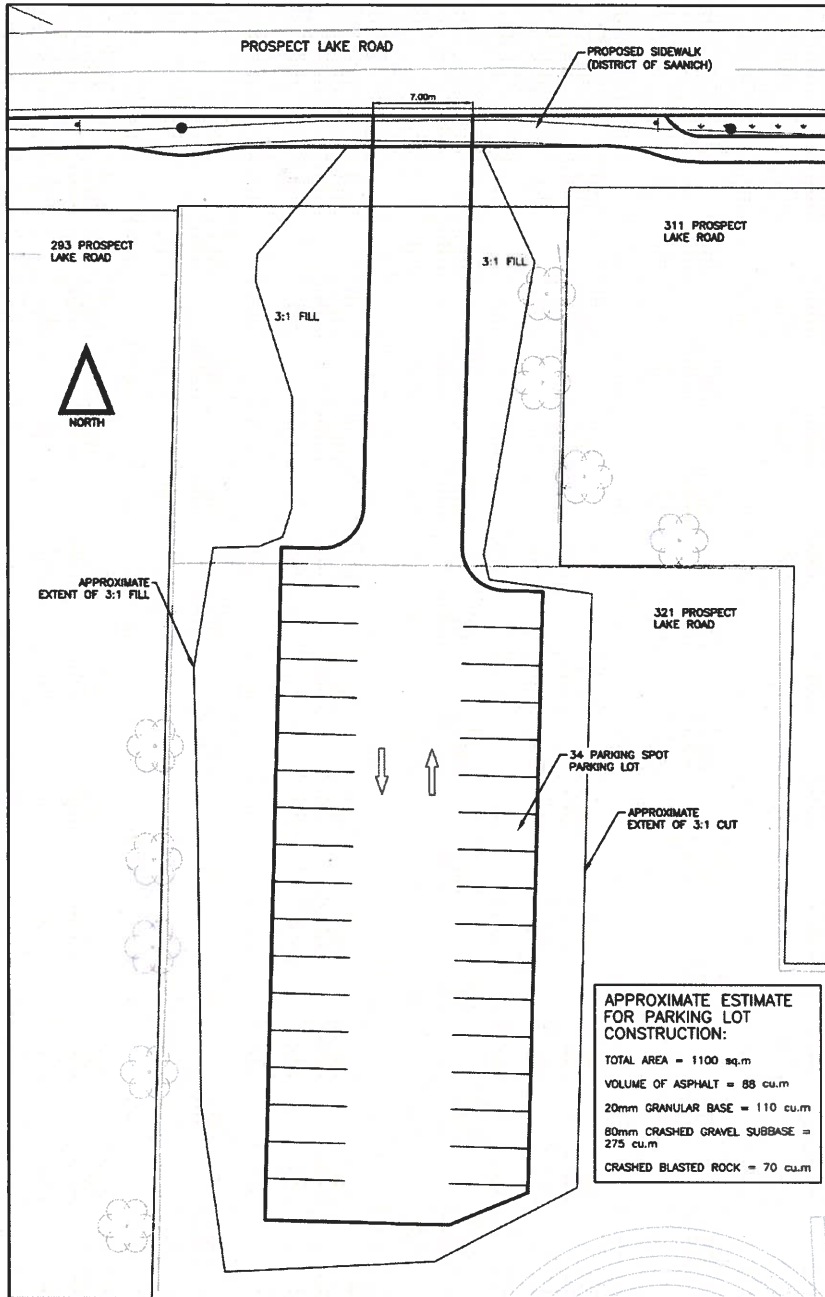 PROSPECT LAKE ROAD
PROPOSED SIDEWALK
(DISTRICT OF SAANICH)
7.00m
293 PROSPECT
LAKE ROAD
311 PROSPECT
LAKE ROAD
3:1 FILL
3:1 FILL
NORTH
APPROXIMATE
EXTENT OF 3:1 FILL
321 PROSPECT
LAKE ROAD
34 PARKING SPOT
PARKING LOT
APPROXIMATE
EXTENT OF 3:1 CUT
APPROXIMATE ESTIMATE
FOR PARKING LOT
CONSTRUCTION:
TOTAL AREA = 1100 sq.m
VOLUME OF ASPHALT = 88 cu.m
20mm GRANULAR BASE = 110 cu.m
80mm CRASHED GRAVEL SUBBASE =
275 cu.m
CRASHED BLASTED ROCK = 70 cu.m